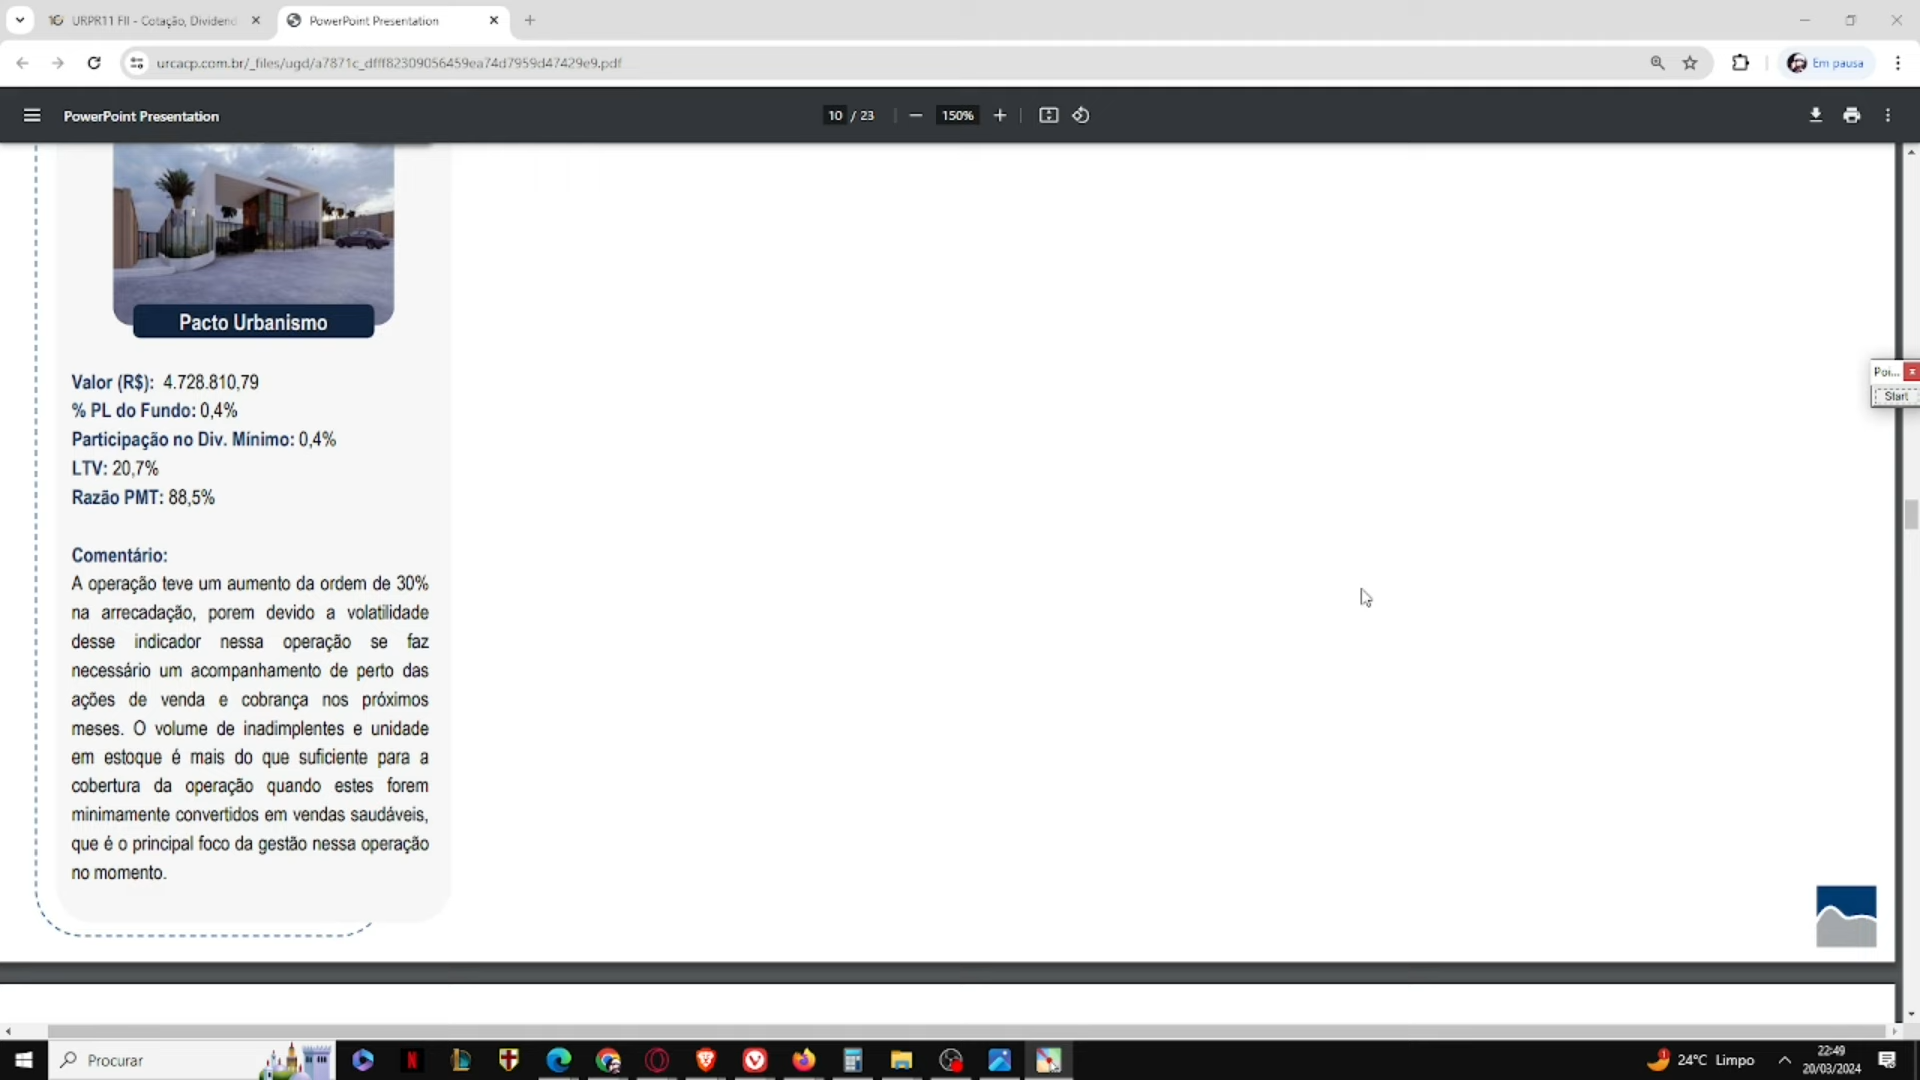 URPR11 FII - Cotação, Dividend
PowerPoint Presentation
urcacp.com.br/_files/ugd/a7871c_dfff82309056459ea74d7959d47429e9.pdf
Em pausa
PowerPoint Presentation
10 / 23
150%
Pacto Urbanismo
Valor (R$): 4.728.810,79
% PL do Fundo: 0,4%
Participação no Div. Mínimo: 0,4%
LTV: 20,7%
Razão PMT: 88,5%
Comentário:
A operação teve um aumento da ordem de 30%
na arrecadação, porem devido a volatilidade
desse indicador nessa operação se faz
necessário um acompanhamento de perto das
ações de venda e cobrança nos próximos
meses. O volume de inadimplentes e unidade
em estoque é mais do que suficiente para a
cobertura da operação quando estes forem
minimamente convertidos em vendas saudáveis,
que é o principal foco da gestão nessa operação
no momento.
Poi...
Start
Procurar
24°C Limpo
22:49
20/03/2024